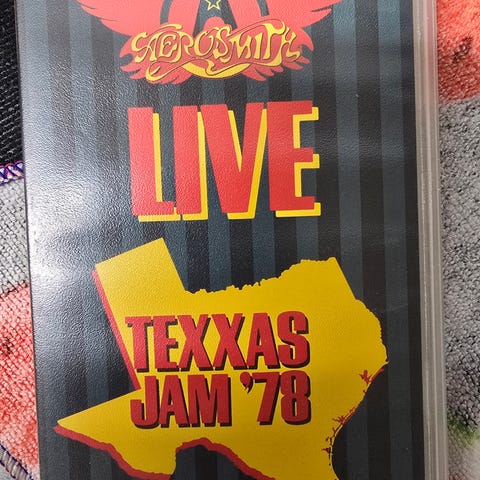 AEROSMITH
LIVE
TEXXAS
JAM '78